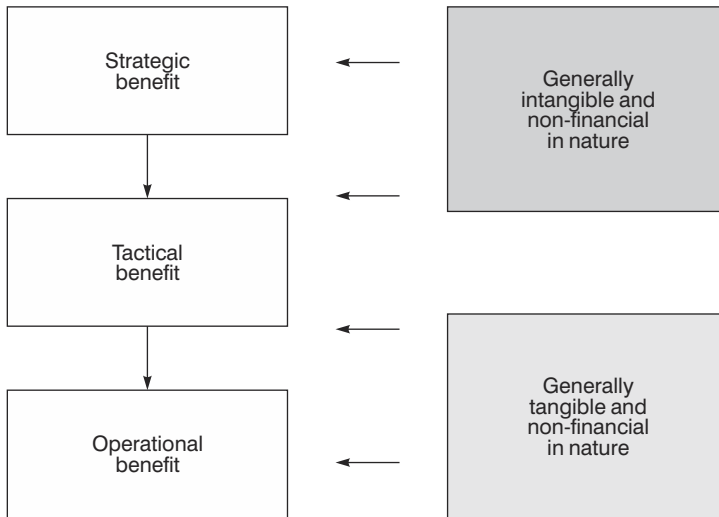 Strategic
benefit
Generally
intangible and
non-financial
in nature
Tactical
benefit
Generally
tangible and
non-financial
in nature
Operational
benefit